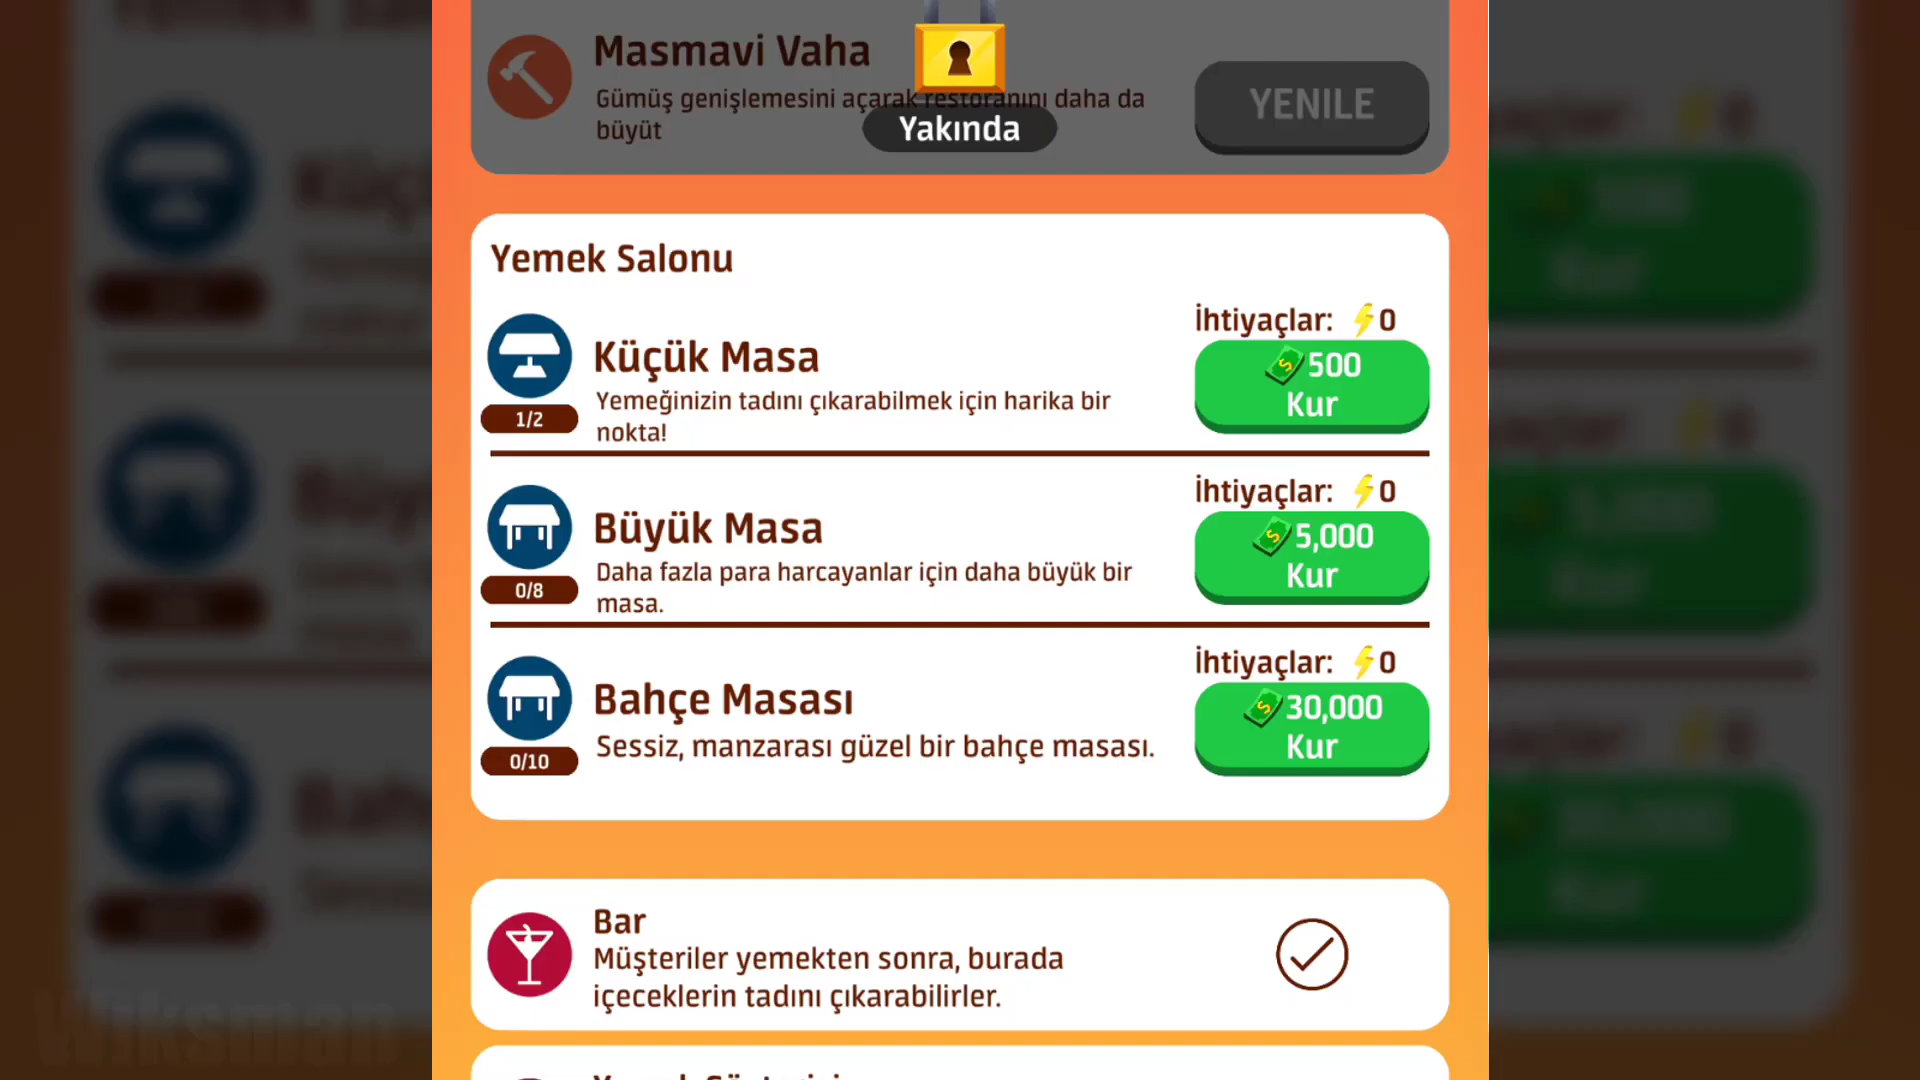 Masmavi Vaha
Gümüş genişlemesini açarak restoranını daha da
büyüt
Yakında
YENILE
Yemek Salonu
Küçük Masa
Yemeğinizin tadını çıkarabilmek için harika bir
nokta!
1/2
İhtiyaçlar: 0
500
Kur
Büyük Masa
Daha fazla para harcayanlar için daha büyük bir
masa.
0/8
İhtiyaçlar: 0
5,000
Kur
Bahçe Masası
Sessiz, manzarası güzel bir bahçe masası.
0/10
İhtiyaçlar: 0
30,000
Kur
Bar
Müşteriler yemekten sonra, burada
içeceklerin tadını çıkarabilirler.